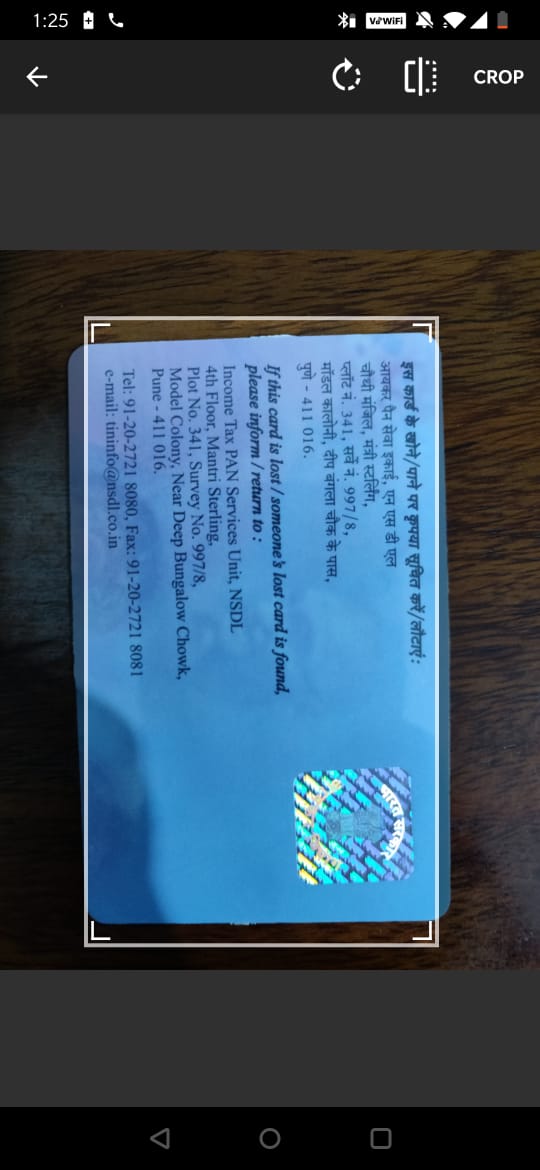 1:25
VoWiFi
CROP
इस कार्ड के खोने/पाने पर कृपया सूचित करें/लौटाएं:
आयकर पैन सेवा इकाई, एन एस डी एल
चौथी मंजिल, मंत्री स्टर्लिंग,
प्लॉट नं. 341, सर्वे नं. 997/8,
मॉडल कालोनी, दीप बंगला चौक के पास,
पुणे - 411 016.
If this card is lost / someone's lost card is found,
please inform / return to :
Income Tax PAN Services Unit, NSDL
4th Floor, Mantri Sterling,
Plot No. 341, Survey No. 997/8,
Model Colony, Near Deep Bungalow Chowk,
Pune - 411 016.
Tel: 91-20-2721 8080, Fax: 91-20-2721 8081
e-mail: tininfo@nsdl.co.in
भारत सरकार